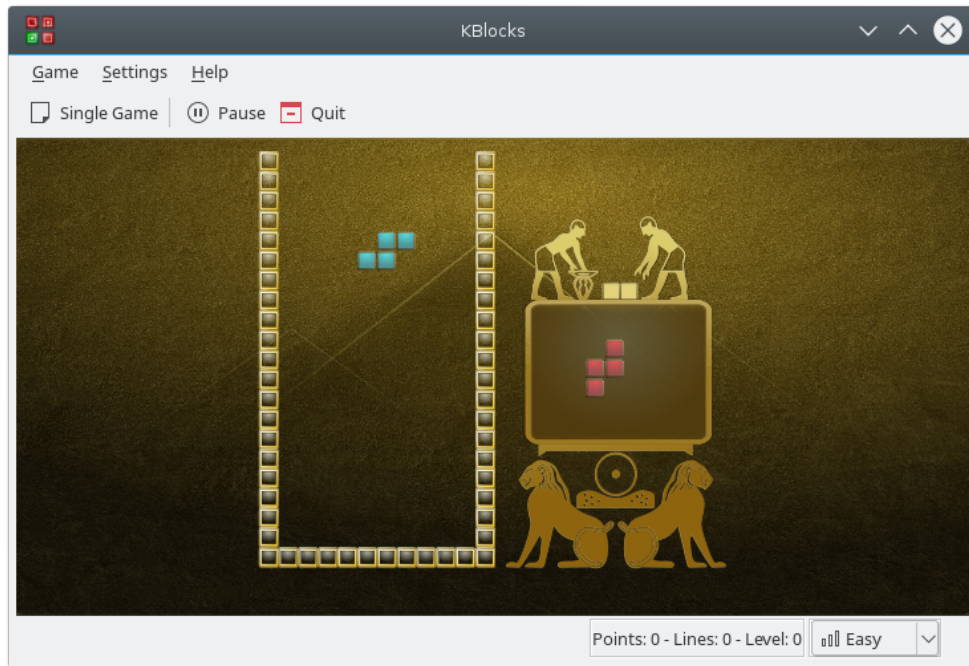 KBlocks
Game Settings Help
Single Game Pause Quit
Points: 0 - Lines: 0 - Level: 0 Easy